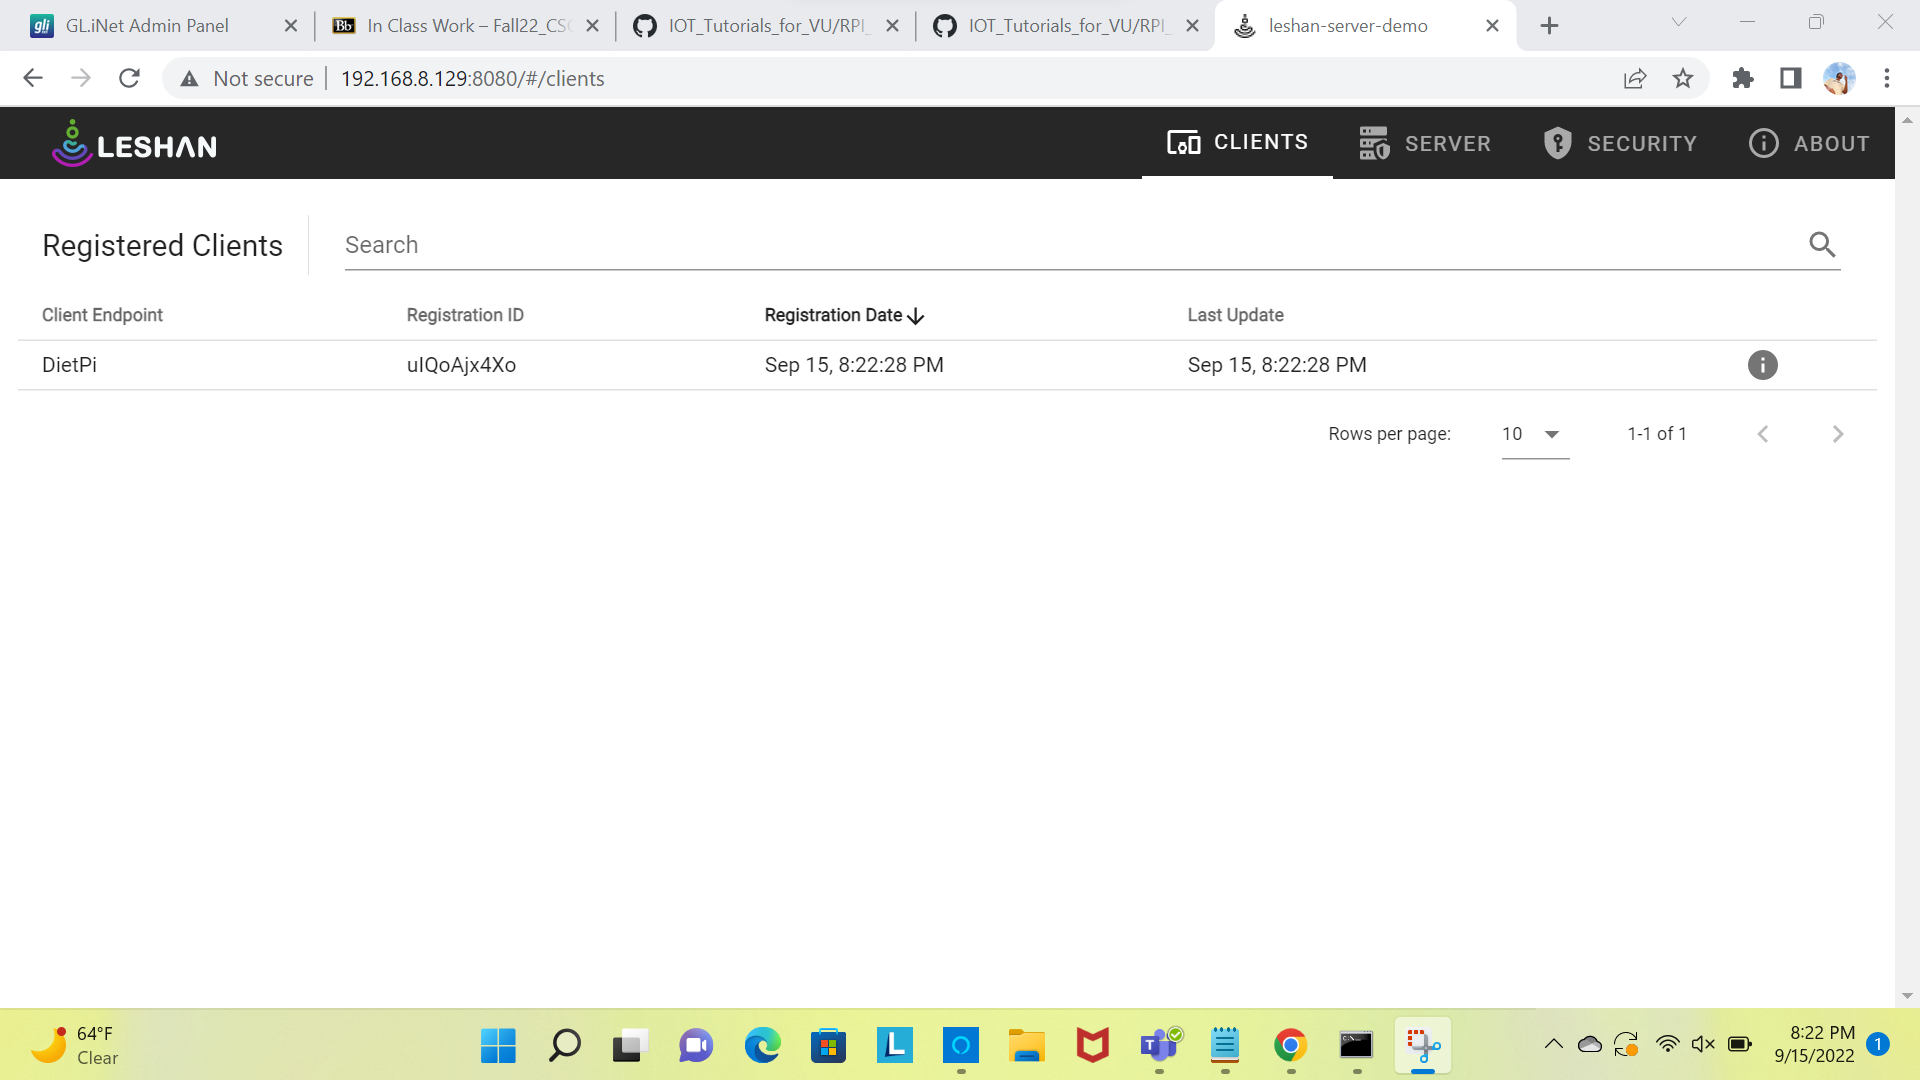 gli GL.iNet Admin Panel
Bb In Class Work – Fall22_CSC
IOT_Tutorials_for_VU/RPI_
IOT_Tutorials_for_VU/RPI_
leshan-server-demo
Not secure
192.168.8.129:8080/#/clients
LESHAN
CLIENTS
SERVER
SECURITY
ABOUT
Registered Clients
Search
Client Endpoint Registration ID Registration Date Last Update
DietPi uIQoAjx4Xo Sep 15, 8:22:28 PM Sep 15, 8:22:28 PM
Rows per page: 10 1-1 of 1
64°F
Clear
L
T
8:22 PM
9/15/2022
1